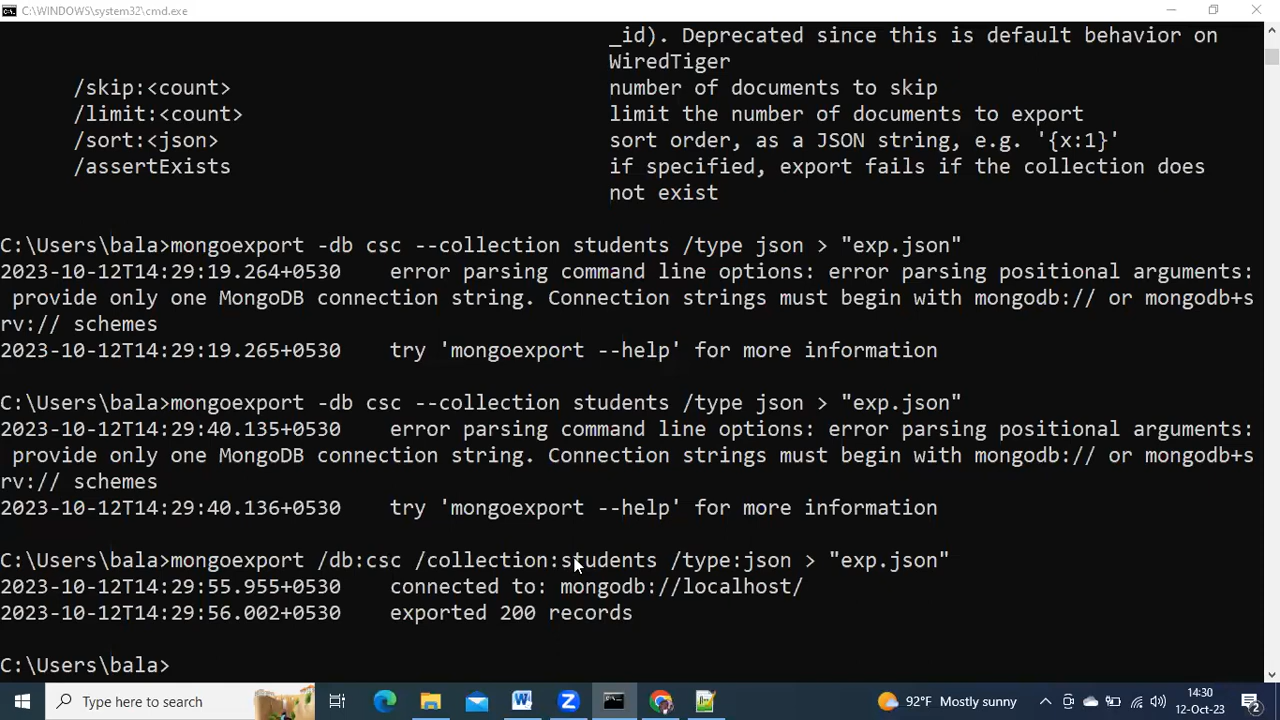 C:\WINDOWS\system32\cmd.exe
_id). Deprecated since this is default behavior on
WiredTiger
/skip:<count> number of documents to skip
/limit:<count> limit the number of documents to export
/sort:<json> sort order, as a JSON string, e.g. '{x:1}'
/assertExists if specified, export fails if the collection does
not exist
C:\Users\bala>mongoexport -db csc --collection students /type json > "exp.json"
2023-10-12T14:29:19.264+0530 error parsing command line options: error parsing positional arguments:
provide only one MongoDB connection string. Connection strings must begin with mongodb:// or mongodb+s
rv:// schemes
2023-10-12T14:29:19.265+0530 try 'mongoexport --help' for more information
C:\Users\bala>mongoexport -db csc --collection students /type json > "exp.json"
2023-10-12T14:29:40.135+0530 error parsing command line options: error parsing positional arguments:
provide only one MongoDB connection string. Connection strings must begin with mongodb:// or mongodb+s
rv:// schemes
2023-10-12T14:29:40.136+0530 try 'mongoexport --help' for more information
C:\Users\bala>mongoexport /db:csc /collection:students /type:json > "exp.json"
2023-10-12T14:29:55.955+0530 connected to: mongodb://localhost/
2023-10-12T14:29:56.002+0530 exported 200 records
C:\Users\bala>
Type here to search
92°F Mostly sunny
14:30
12-Oct-23
2